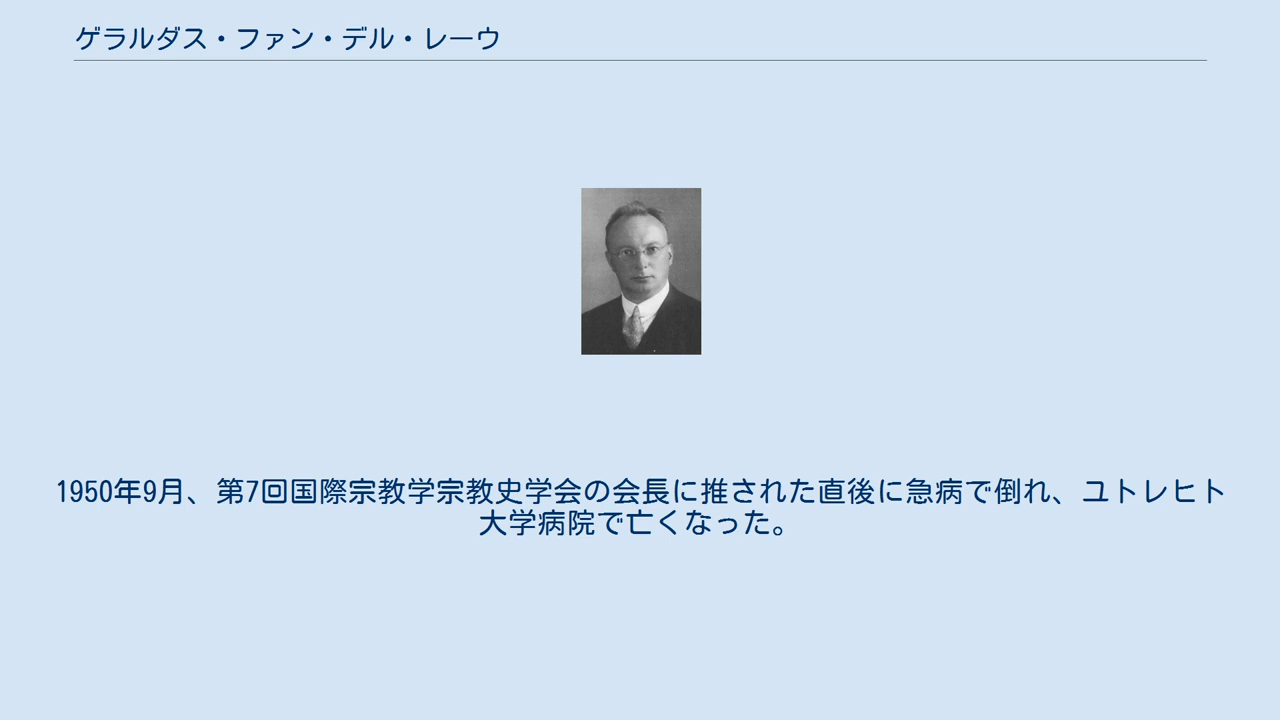 ゲラルダス・ファン・デル・レーウ
1950年9月、第7回国際宗教学宗教史学会の会長に推された直後に急病で倒れ、ユトレヒト
大学病院で亡くなった。